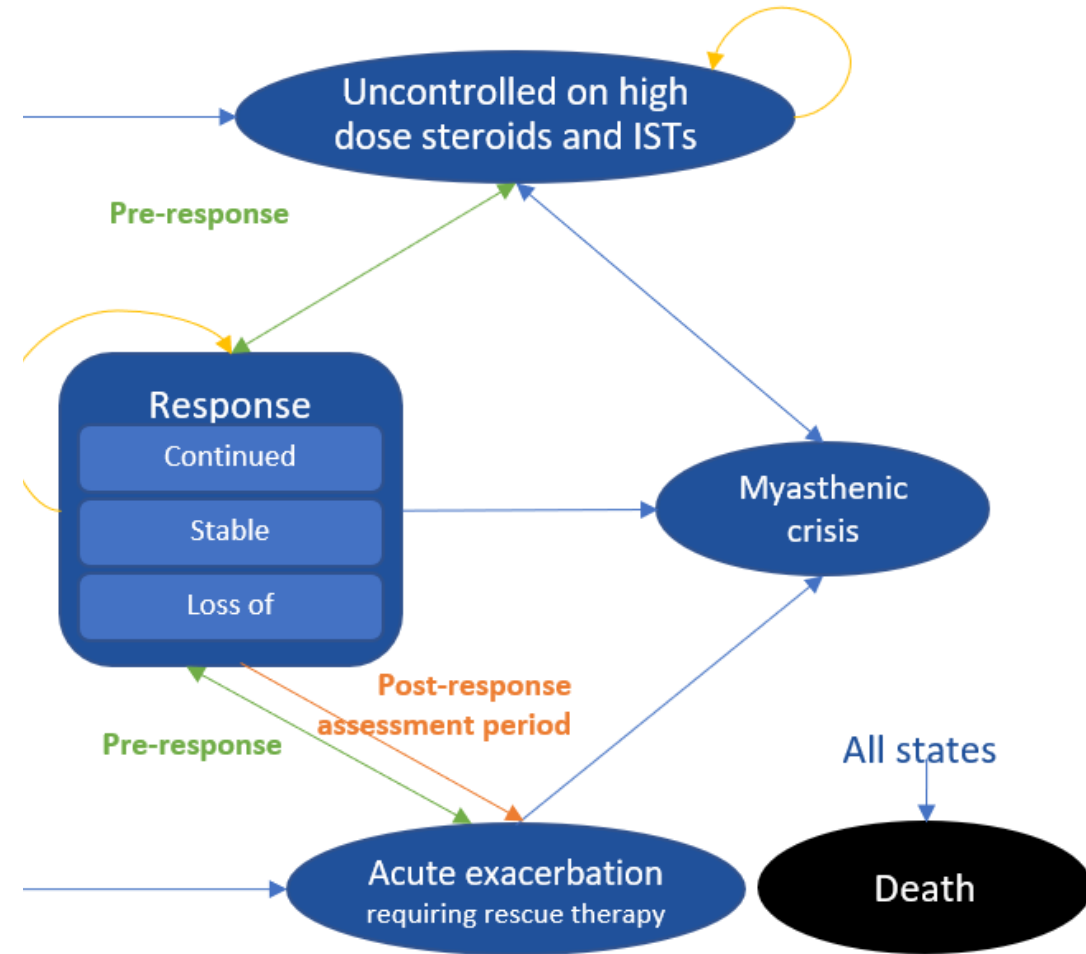 Uncontrolled on high
dose steroids and ISTs
Pre-response
Response
Continued
Stable
Loss of
Myasthenic
crisis
Post-response
assessment period
Pre-response
All states
Acute exacerbation
requiring rescue therapy
Death